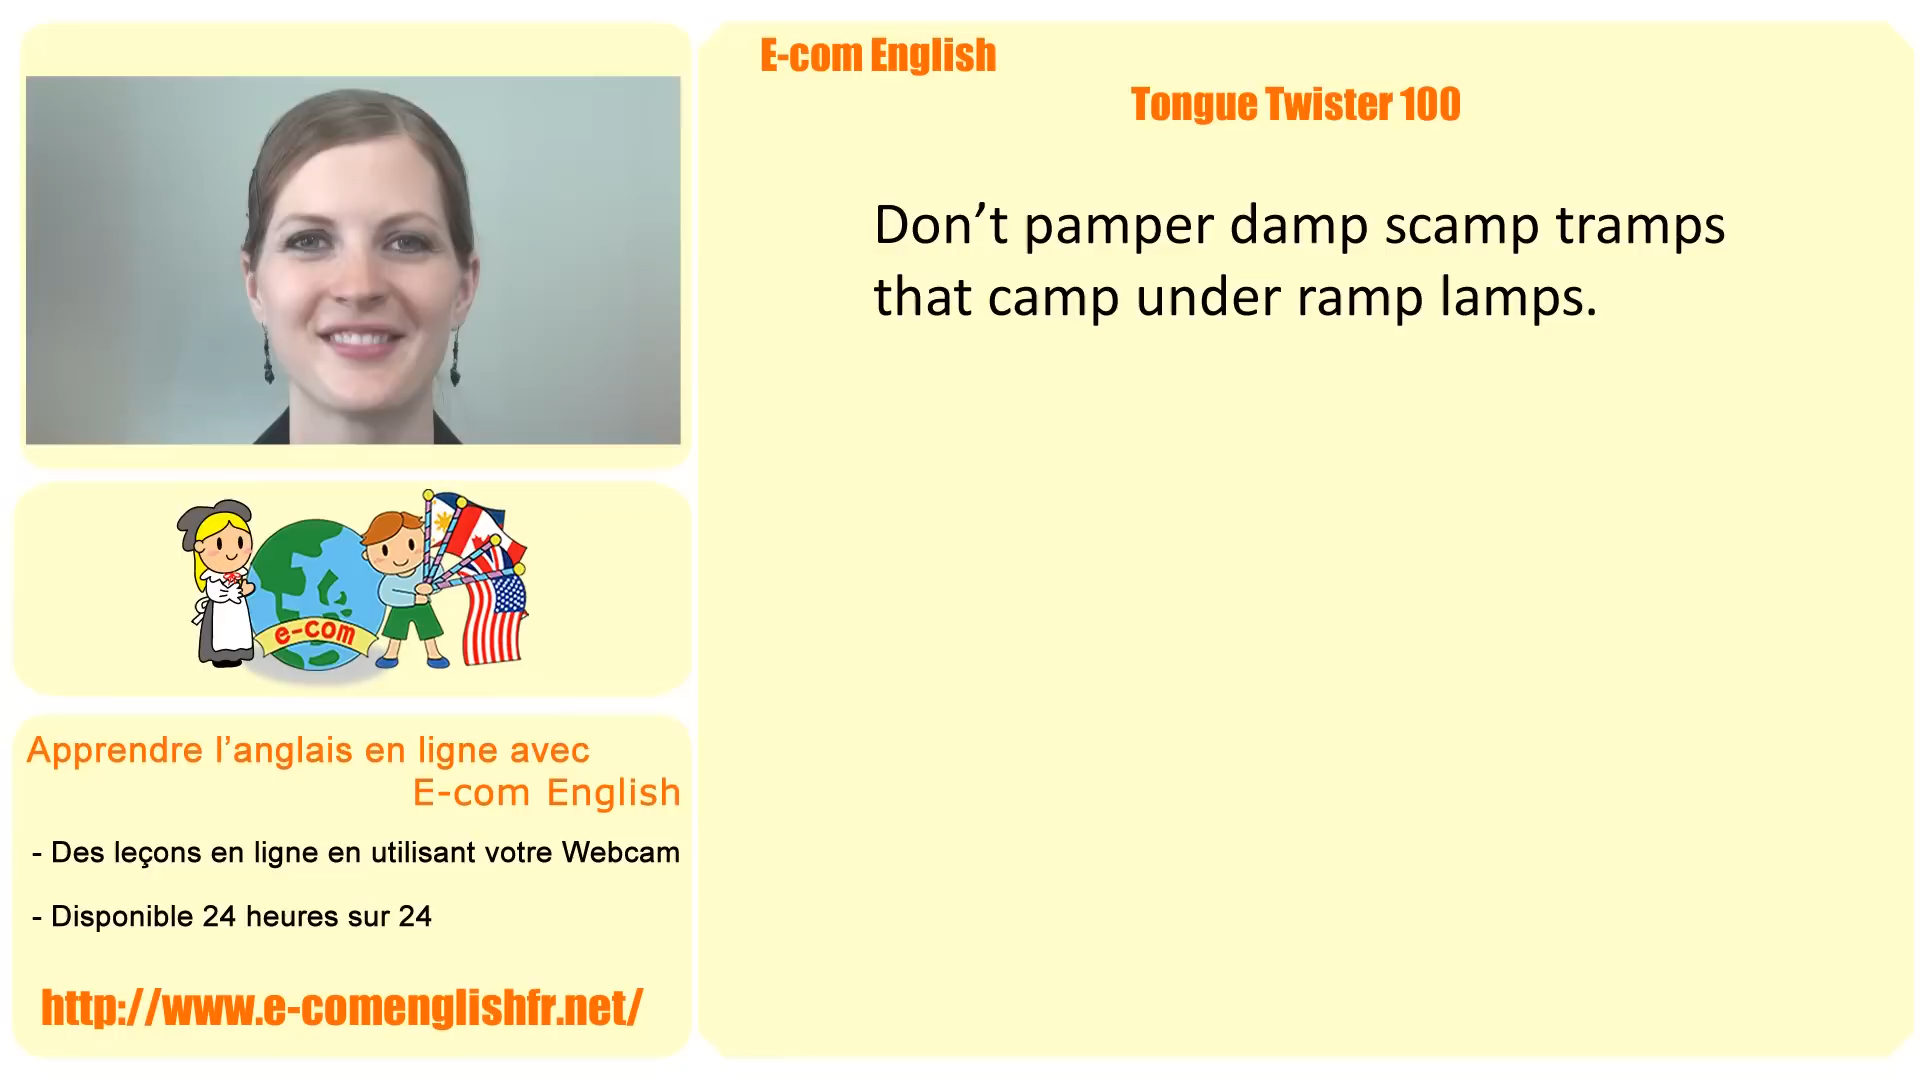 E-com English
Tongue Twister 100
Don’t pamper damp scamp tramps
that camp under ramp lamps.
e-com
Apprendre l’anglais en ligne avec
E-com English
- Des leçons en ligne en utilisant votre Webcam
- Disponible 24 heures sur 24
http://www.e-comenglishfr.net/